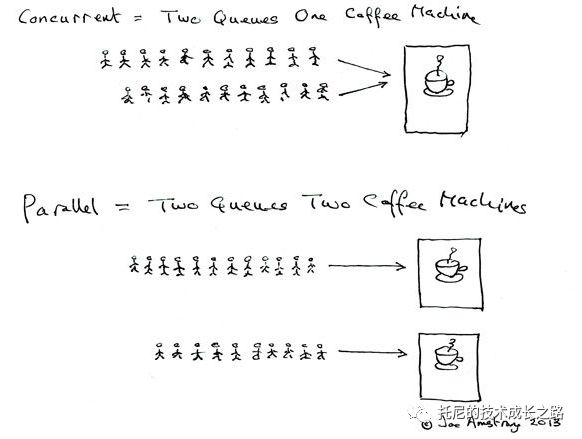 Concurrent = Two Queues One Coffee Machine
Parallel = Two Queues Two Coffee Machines
托尼的技术成长之路
© Joe Armstrong 2013